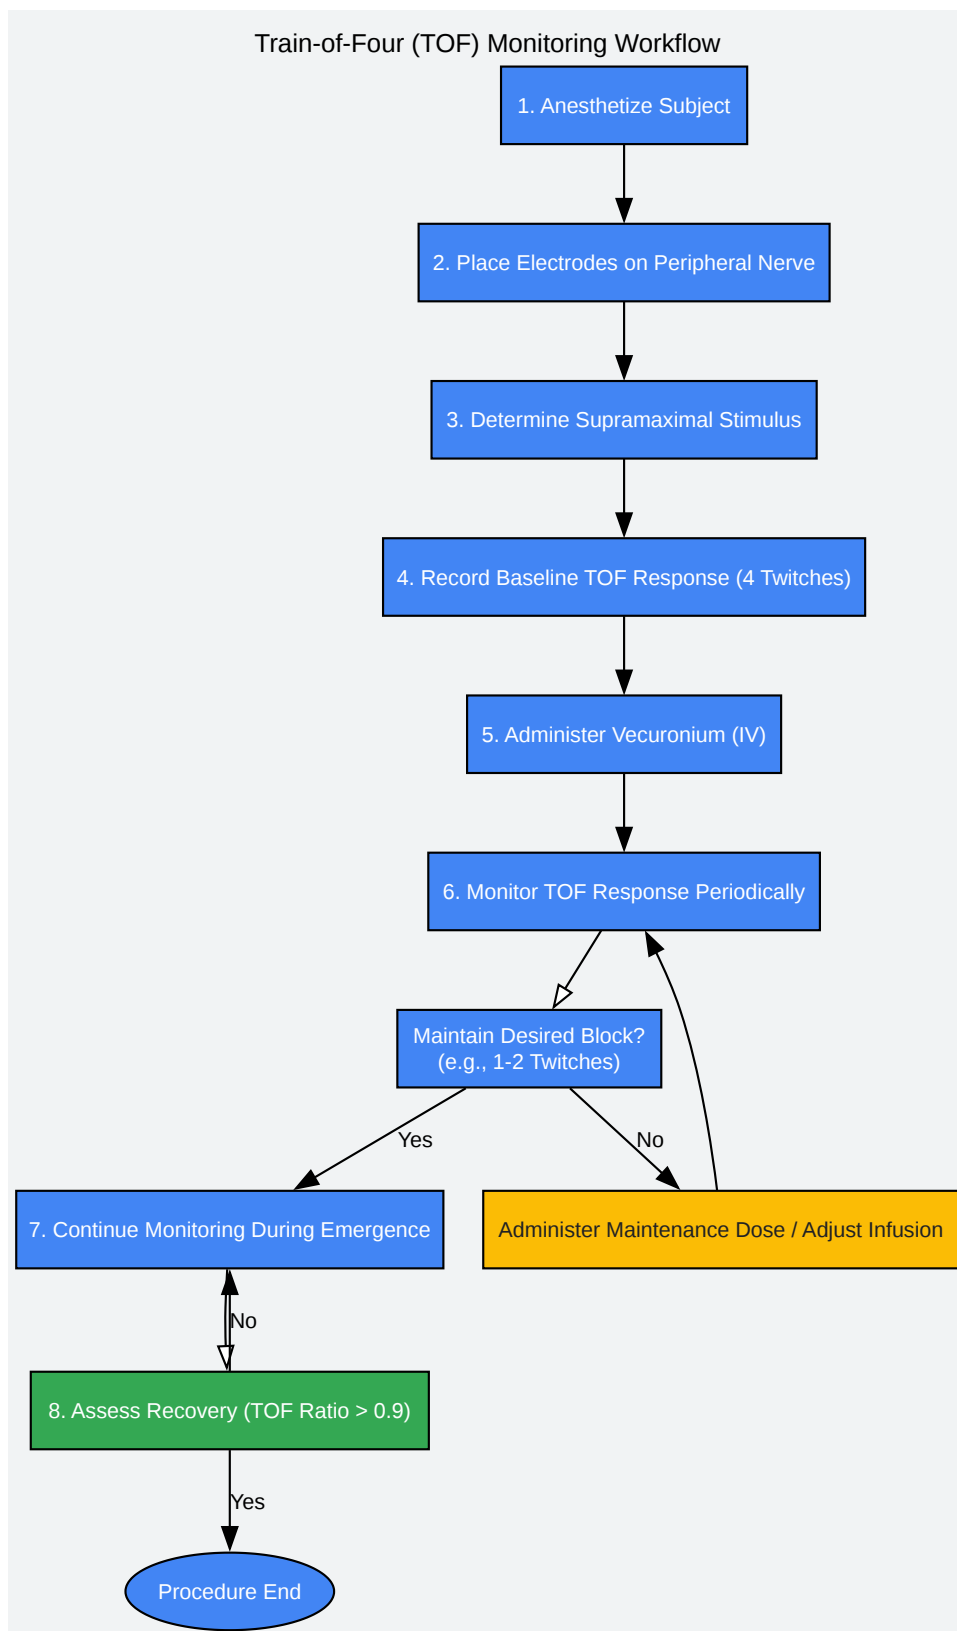 Train-of-Four (TOF) Monitoring Workflow
1. Anesthetize Subject
2. Place Electrodes on Peripheral Nerve
3. Determine Supramaximal Stimulus
4. Record Baseline TOF Response (4 Twitches)
5. Administer Vecuronium (IV)
6. Monitor TOF Response Periodically
Maintain Desired Block?
(e.g., 1-2 Twitches)
Yes
No
7. Continue Monitoring During Emergence
Administer Maintenance Dose / Adjust Infusion
No
8. Assess Recovery (TOF Ratio > 0.9)
Yes
Procedure End